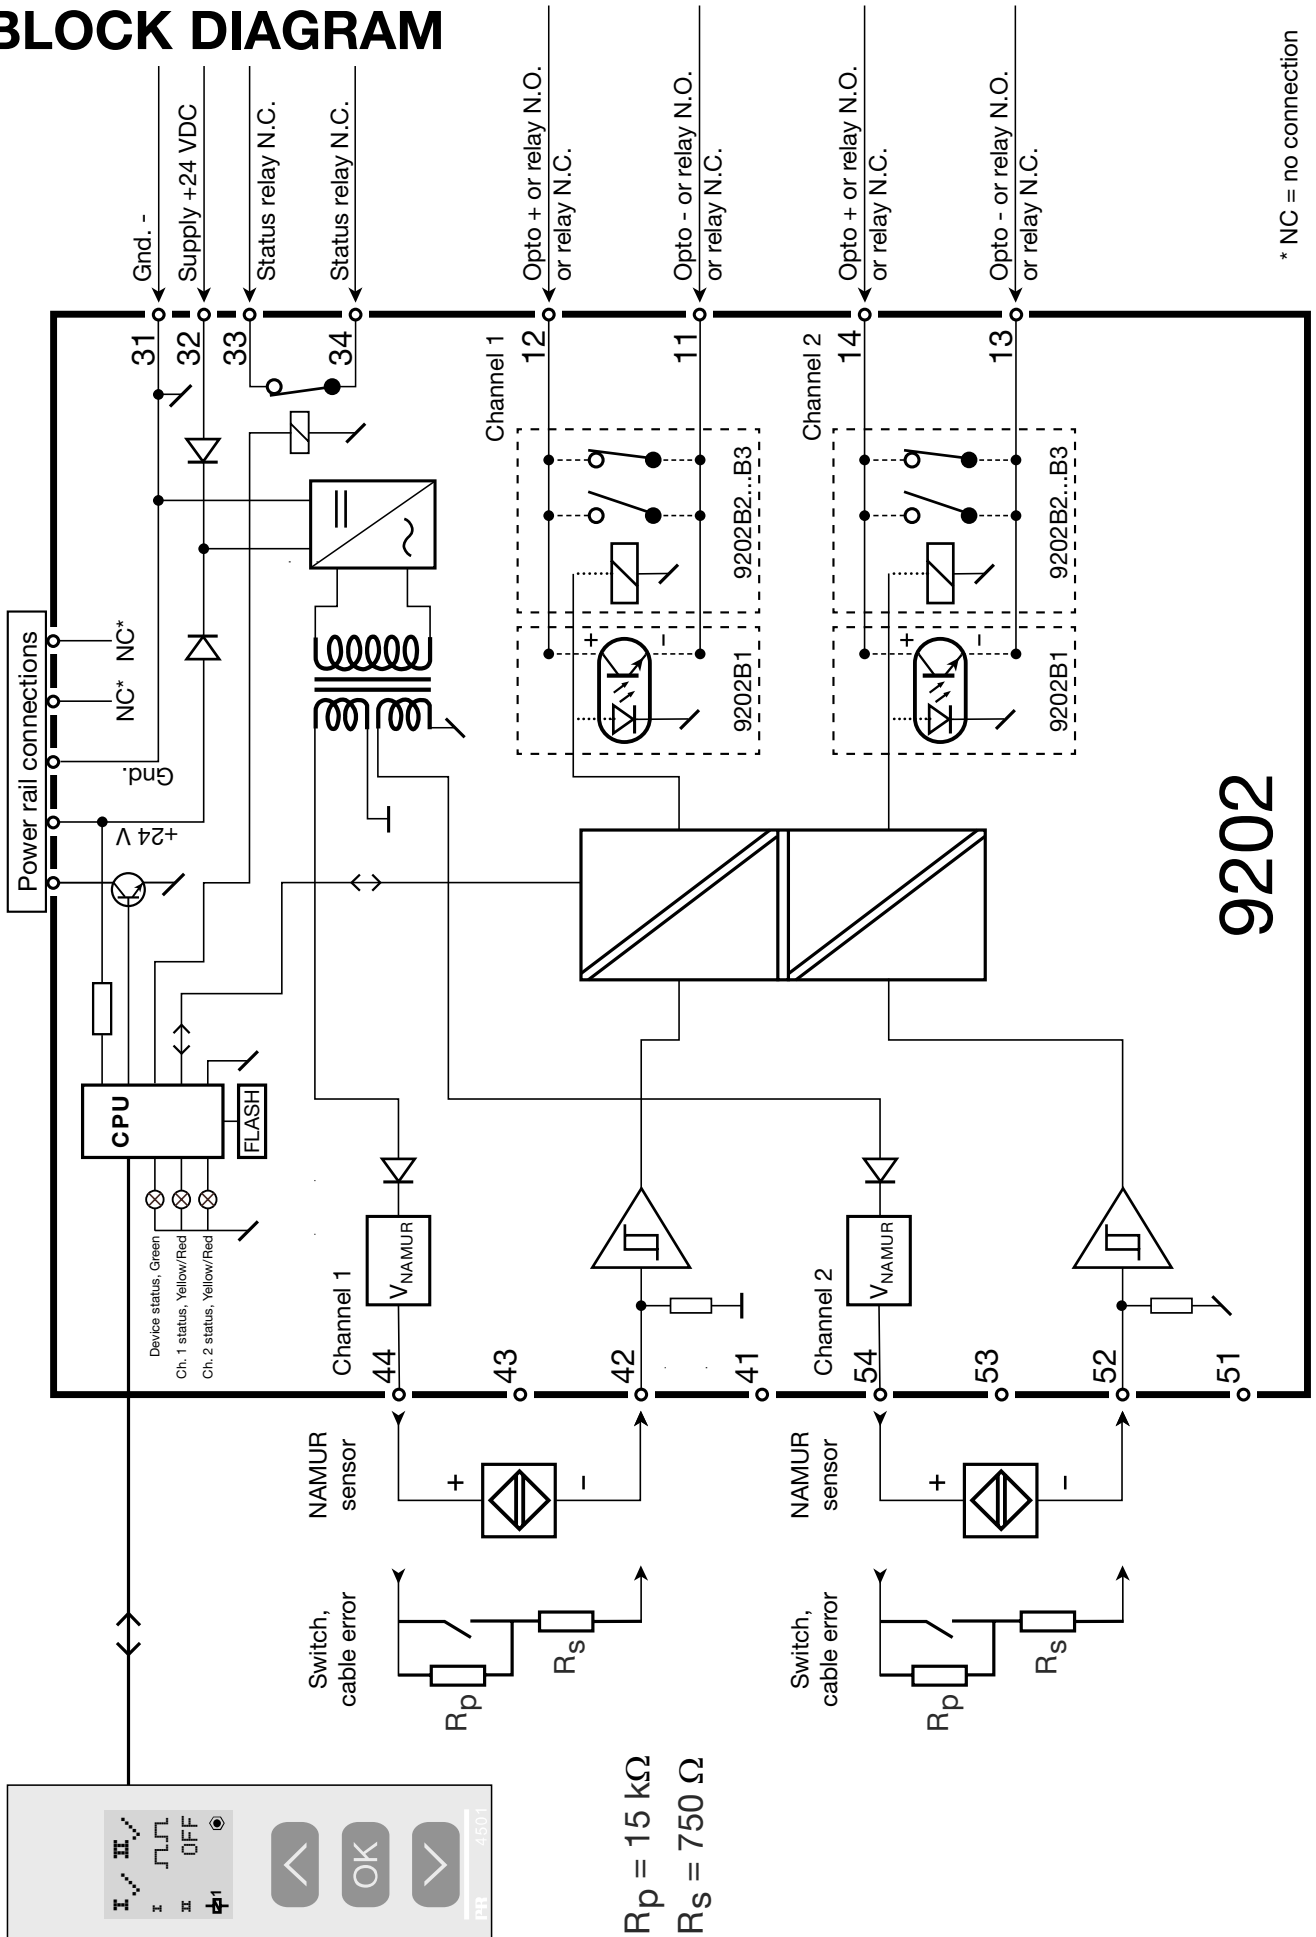 BLOCK DIAGRAM
Power rail connections
NC*
NC*
Gnd.
+24 V
Gnd. -
Supply +24 VDC
Status relay N.C.
Status relay N.C.
Opto + or relay N.O.
or relay N.C.
Opto - or relay N.O.
or relay N.C.
Opto + or relay N.O.
or relay N.C.
Opto - or relay N.O.
or relay N.C.
* NC = no connection
31
32
33
34
Channel 1
12
11
Channel 2
14
13
9202B2...B3
9202B1
+
-
9202B2...B3
9202B1
+
-
9202
CPU
FLASH
Device status, Green
Ch. 1 status, Yellow/Red
Ch. 2 status, Yellow/Red
Channel 1
VNAMUR
44
43
42
41
Channel 2
VNAMUR
54
53
52
51
NAMUR
sensor
+
-
NAMUR
sensor
+
-
Switch,
cable error
Rp
Rs
Switch,
cable error
Rp
Rs
Rp = 15 kΩ
Rs = 750 Ω
I II
I
II OFF
1
OK
PR 4501